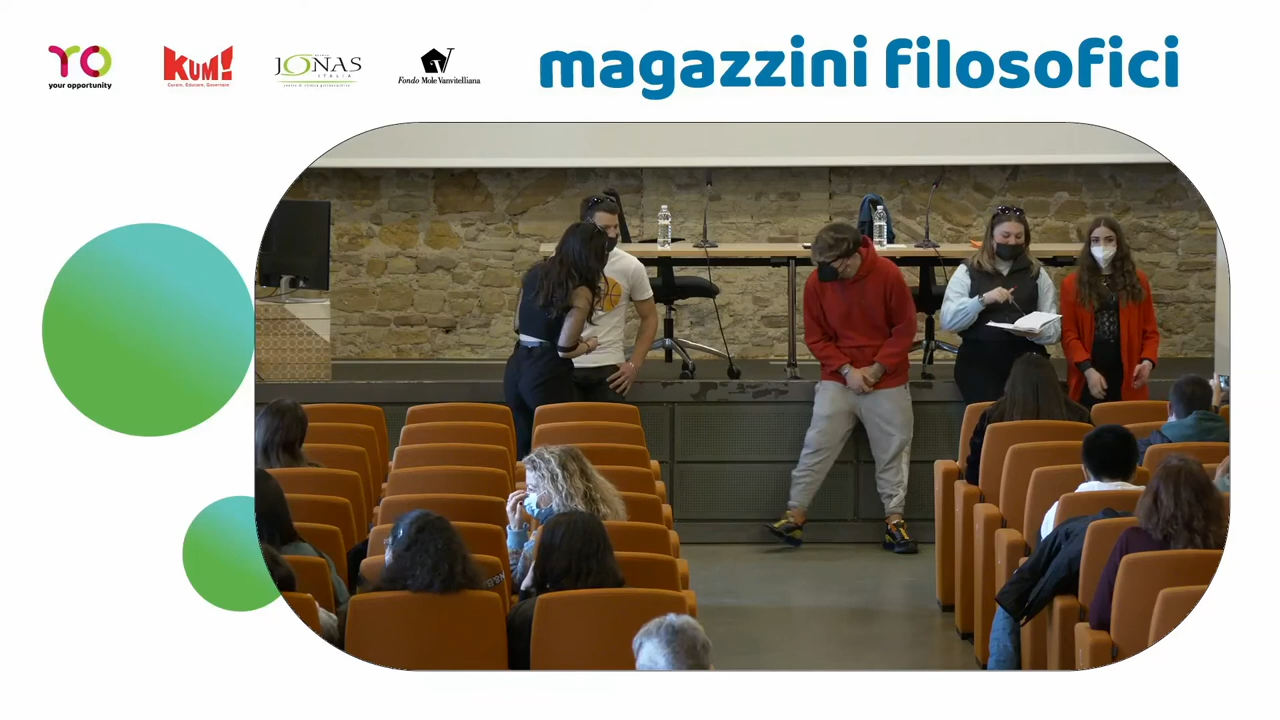 YO
your opportunity
KUM!
Curare, Educare, Governare
JONAS
ITALIA
Fondo Mole Vanvitelliana
magazzini filosofici